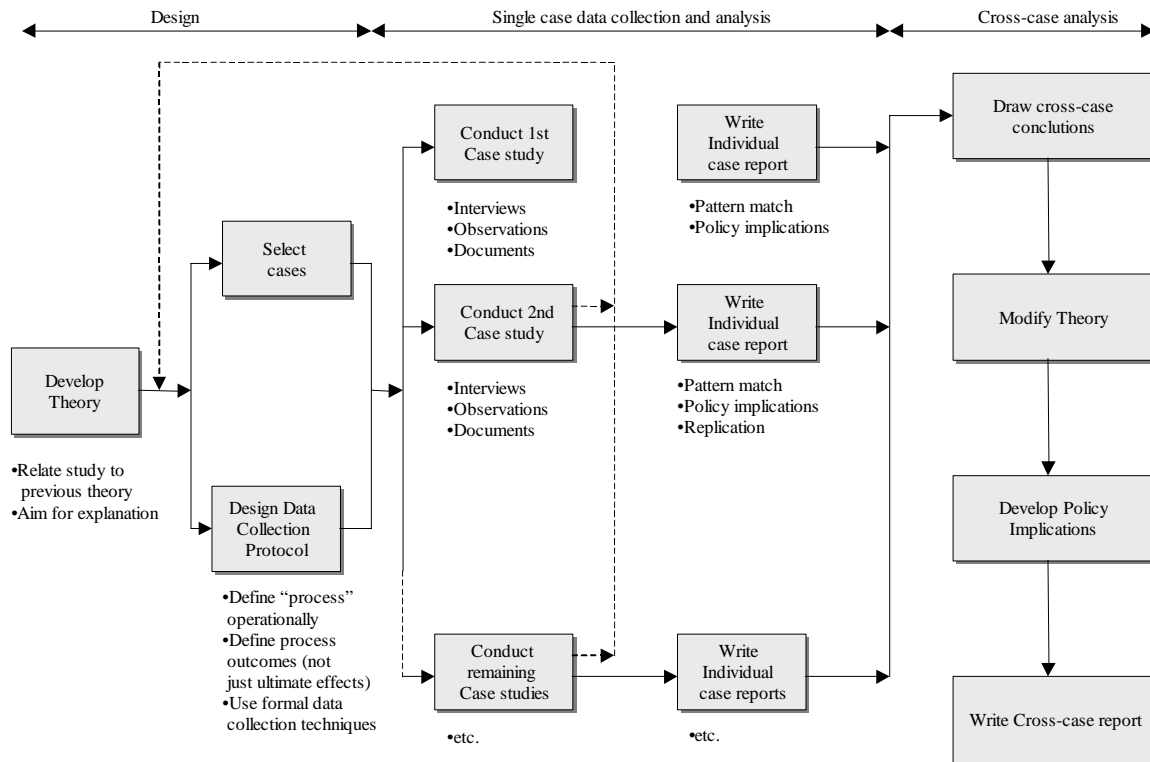 Design
Single case data collection and analysis
Cross-case analysis
Develop
Theory
•Relate study to
previous theory
•Aim for explanation
Select
cases
Design Data
Collection
Protocol
•Define “process”
operationally
•Define process
outcomes (not
just ultimate effects)
•Use formal data
collection techniques
Conduct 1st
Case study
•Interviews
•Observations
•Documents
Conduct 2nd
Case study
•Interviews
•Observations
•Documents
Conduct
remaining
Case studies
•etc.
Write
Individual
case report
•Pattern match
•Policy implications
Write
Individual
case report
•Pattern match
•Policy implications
•Replication
Write
Individual
case reports
•etc.
Draw cross-case
conclutions
Modify Theory
Develop Policy
Implications
Write Cross-case report